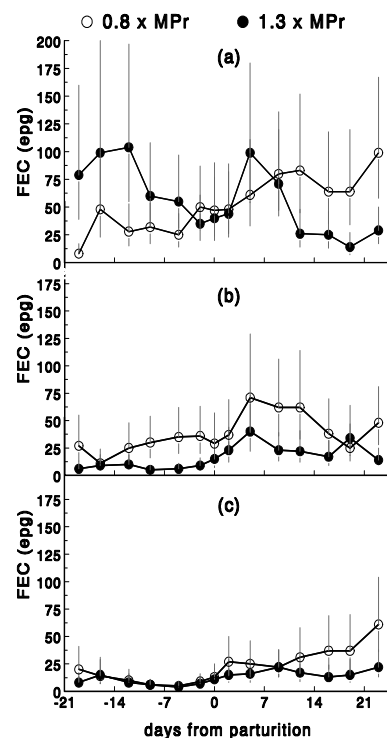 0.8 x MPr 1.3 x MPr
200
(a)
175
150
125
100
75
50
25
0
FEC (epg)
(b)
175
150
125
100
75
50
25
0
FEC (epg)
(c)
175
150
125
100
75
50
25
0
FEC (epg)
-21 -14 -7 0 7 14 21
days from parturition